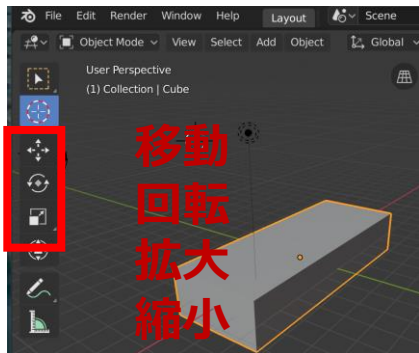 File Edit Render Window Help Layout Scene
Object Mode View Select Add Object Global
User Perspective
(1) Collection | Cube
移動
回転
拡大
縮小